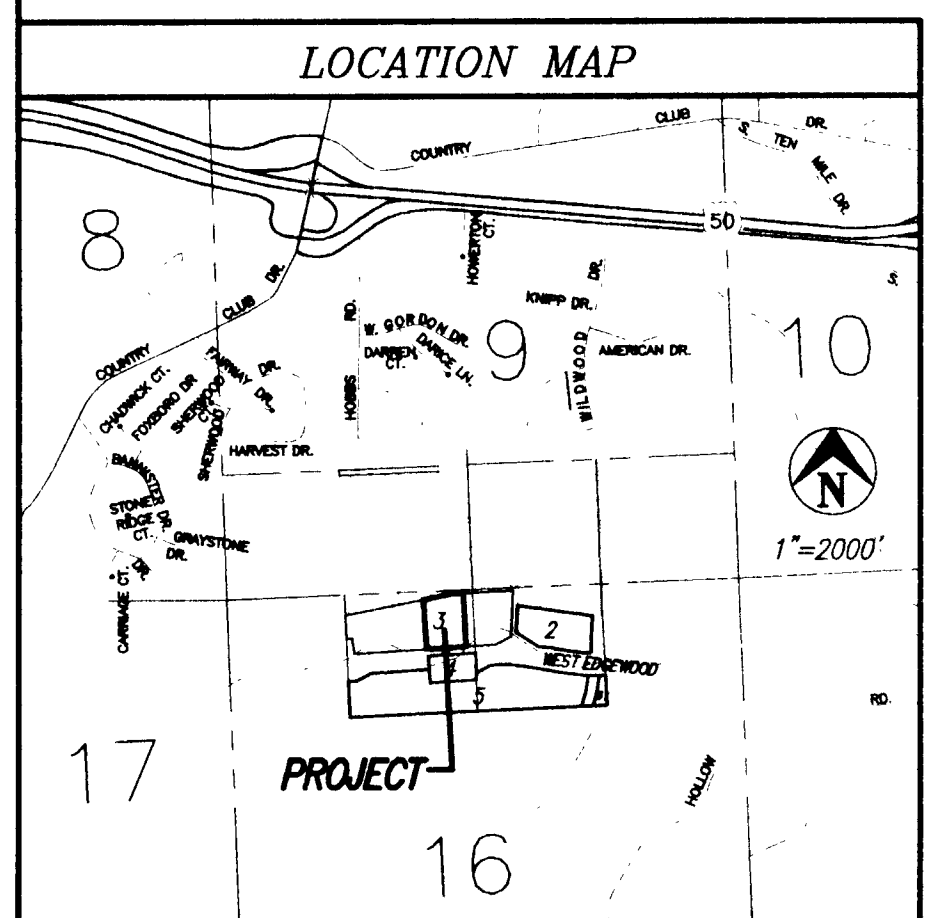 LOCATION MAP
COUNTRY CLUB DR.
S. TEN MILE DR.
50
8
HOWERTON CT.
S.
COUNTRY CLUB DR.
HOBBS RD.
W. GORDON DR.
DARREN CT.
DARICE LN.
9
KNIPP DR.
WILDWOOD DR.
AMERICAN DR.
10
CHADWICK CT.
FOXBORO DR
SHERWOOD CT.
SHERWOOD
FAIRWAY DR.
DR.
HARVEST DR.
BANNISTER DR.
STONE RIDGE CT.
GRAYSTONE DR.
CARRIAGE CT.
DR.
N
1"=2000'
3
2
4
WEST EDGEWOOD
5
RD.
17
PROJECT
HOLLOW
16